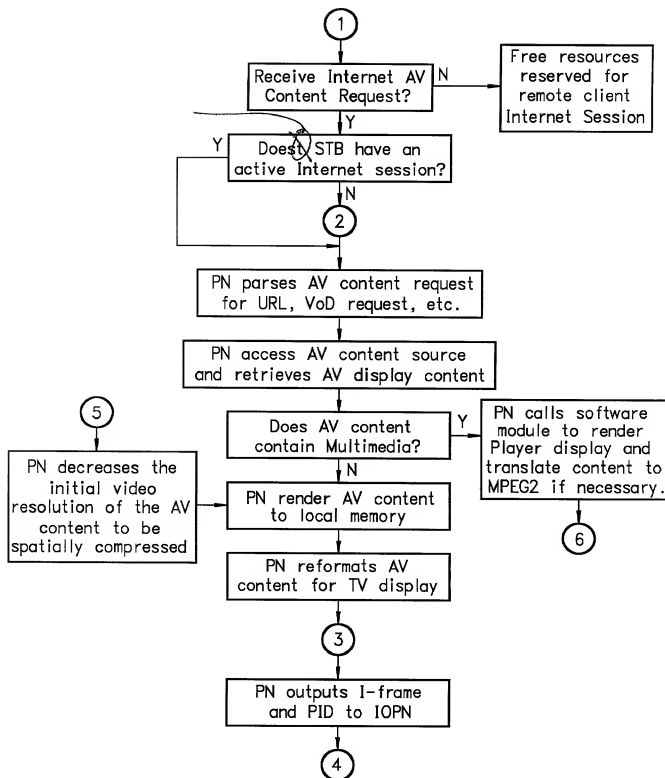 1
Receive Internet AV
Content Request?
N
Free resources
reserved for
remote client
Internet Session
Y
Y
Doest STB have an
active Internet session?
N
2
PN parses AV content request
for URL, VoD request, etc.
PN access AV content source
and retrieves AV display content
5
Does AV content
contain Multimedia?
Y
PN calls software
module to render
Player display and
translate content to
MPEG2 if necessary.
N
PN decreases the
initial video
resolution of the AV
content to be
spatially compressed
PN render AV content
to local memory
6
PN reformats AV
content for TV display
3
PN outputs I-frame
and PID to IOPN
4